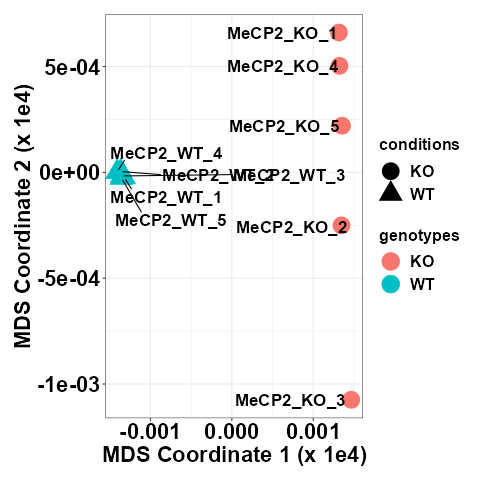 MeCP2_KO_1
5e-04
MeCP2_KO_4
MeCP2_KO_5
conditions
KO
WT
MeCP2_WT_4
0e+00
MeCP2_WT_2
MeCP2_WT_3
MeCP2_WT_1
MeCP2_WT_5
MeCP2_KO_2
genotypes
KO
WT
-5e-04
-1e-03
MeCP2_KO_3
MDS Coordinate 2 (x 1e4)
-0.001
0.000
0.001
MDS Coordinate 1 (x 1e4)